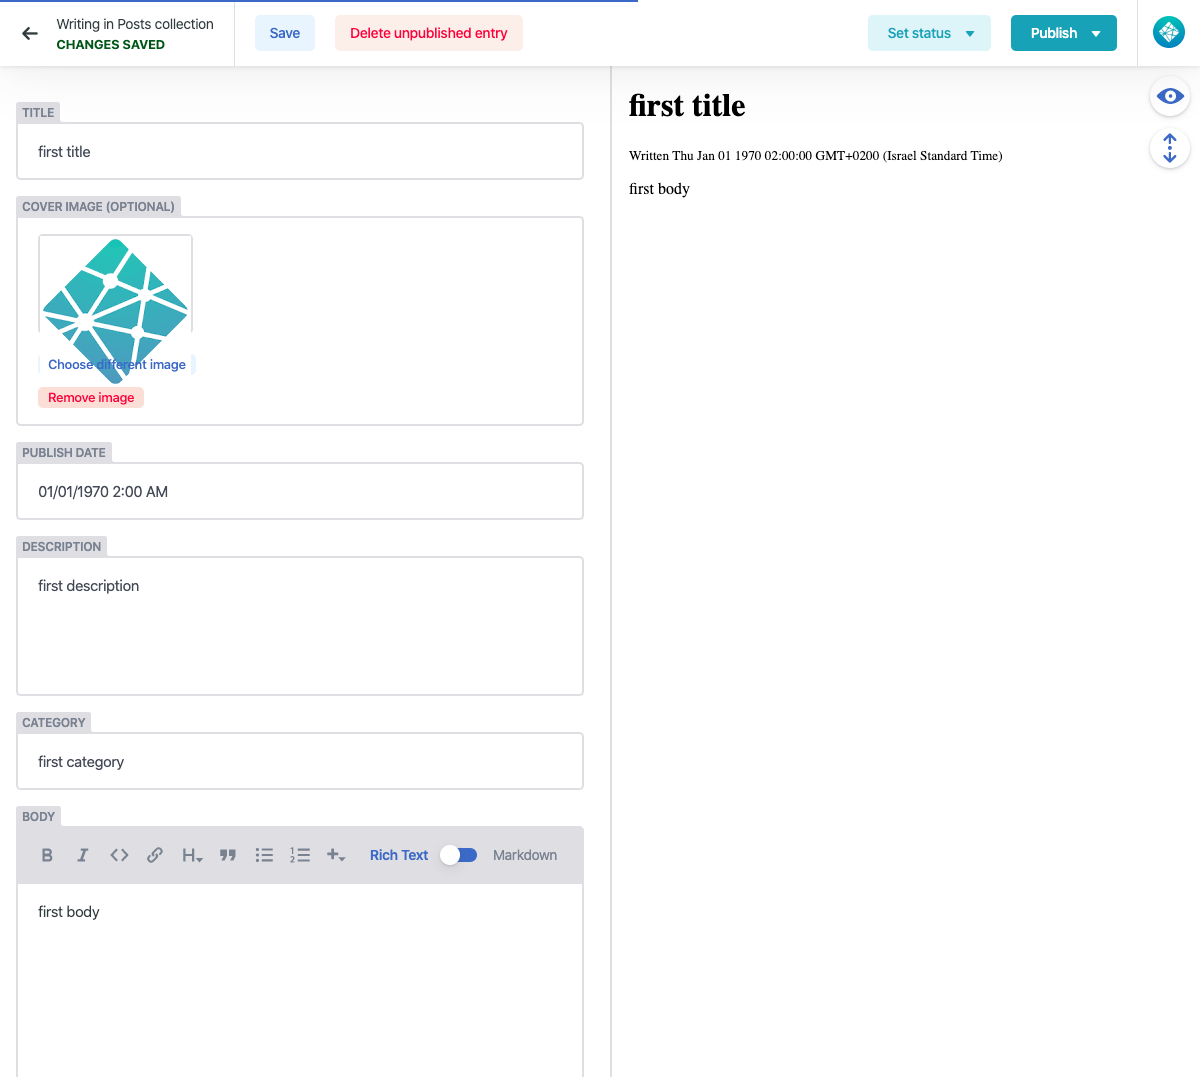 Writing in Posts collection
CHANGES SAVED
Save
Delete unpublished entry
Set status
Publish
TITLE
first title
COVER IMAGE (OPTIONAL)
Choose different image
Remove image
PUBLISH DATE
01/01/1970 2:00 AM
DESCRIPTION
first description
CATEGORY
first category
BODY
B I <> H Rich Text Markdown
first body
first title
Written Thu Jan 01 1970 02:00:00 GMT+0200 (Israel Standard Time)
first body